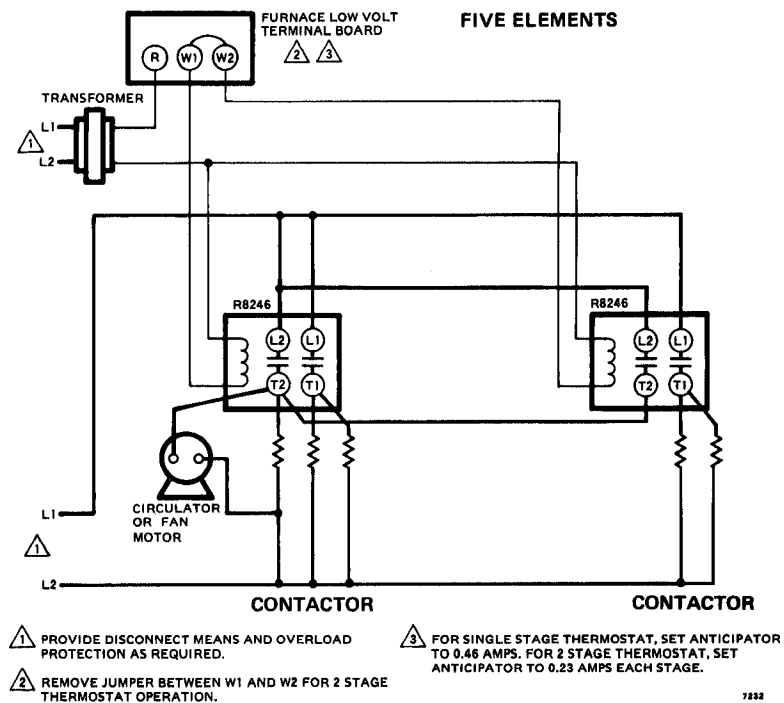 FURNACE LOW VOLT
TERMINAL BOARD
FIVE ELEMENTS
2 3
R W1 W2
TRANSFORMER
L1
1
L2
R8246
R8246
L2 L1
L2 L1
T2 T1
T2 T1
CIRCULATOR
OR FAN
MOTOR
L1
1
L2
CONTACTOR
CONTACTOR
1 PROVIDE DISCONNECT MEANS AND OVERLOAD
PROTECTION AS REQUIRED.
2 REMOVE JUMPER BETWEEN W1 AND W2 FOR 2 STAGE
THERMOSTAT OPERATION.
3 FOR SINGLE STAGE THERMOSTAT, SET ANTICIPATOR
TO 0.46 AMPS. FOR 2 STAGE THERMOSTAT, SET
ANTICIPATOR TO 0.23 AMPS EACH STAGE.
7232